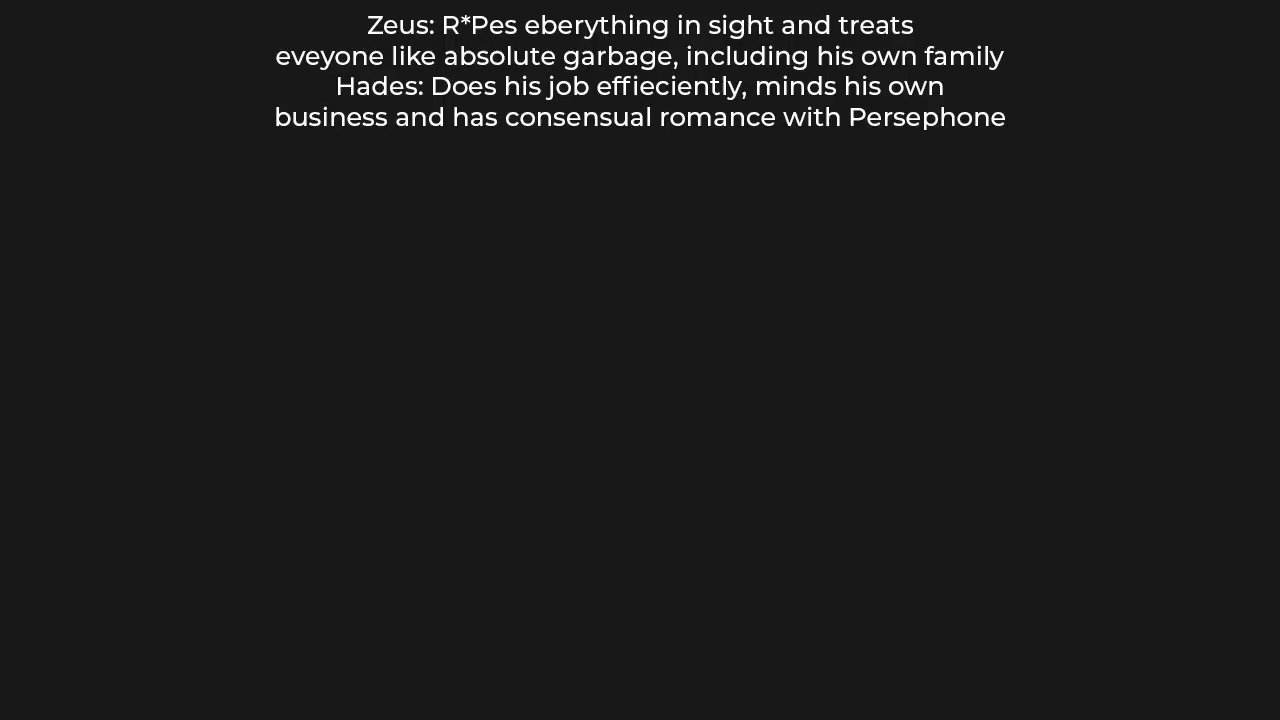 Zeus: R*Pes eberything in sight and treats
eveyone like absolute garbage, including his own family
Hades: Does his job effieciently, minds his own
business and has consensual romance with Persephone